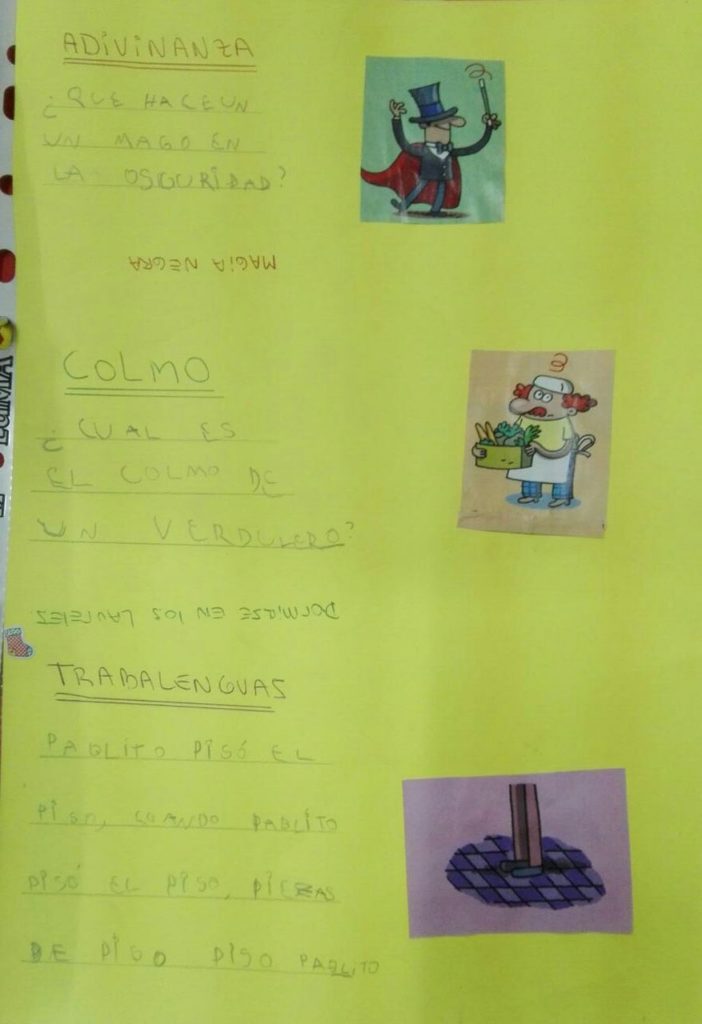 ADIVINANZA
¿QUE HACEUN
UN MAGO EN
LA OSGURIDAD?
MAGIA NEGRA
COLMO
¿CUAL ES
EL COLMO DE
UN VERDULERO?
DORMIRSE EN LOS LAURELES
TRABALENGUAS
PABLITO PISÓ EL
PISO, CUANDO PABLITO
PISÓ EL PISO, PIEZAS
DE PISO PISO PABLITO